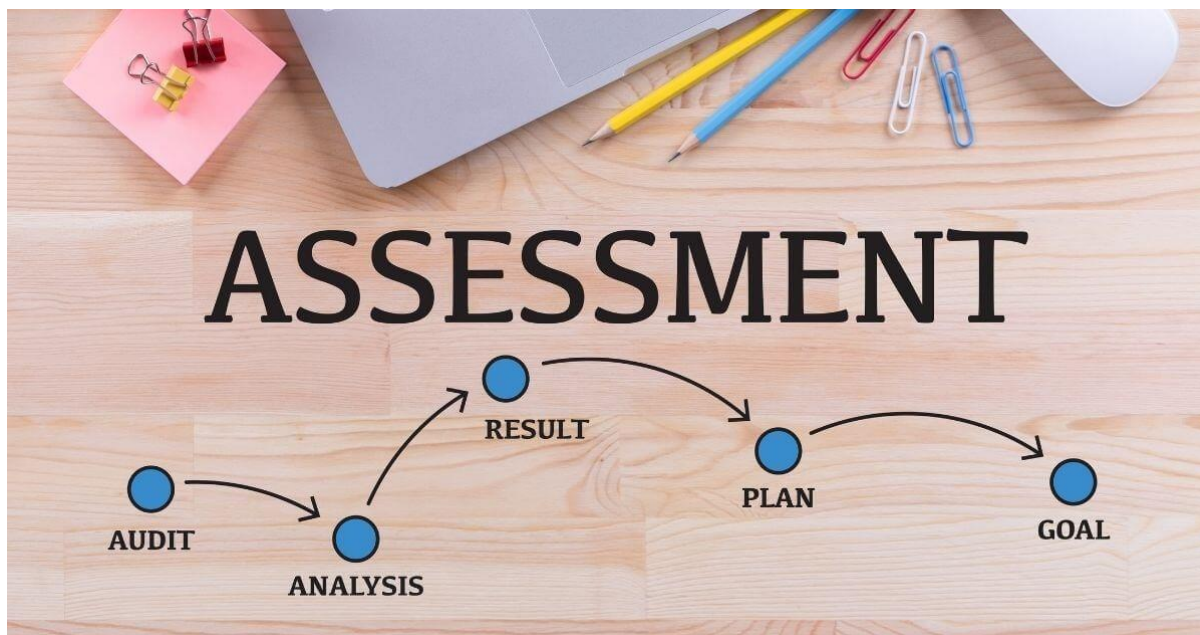 ASSESSMENT
AUDIT
ANALYSIS
RESULT
PLAN
GOAL